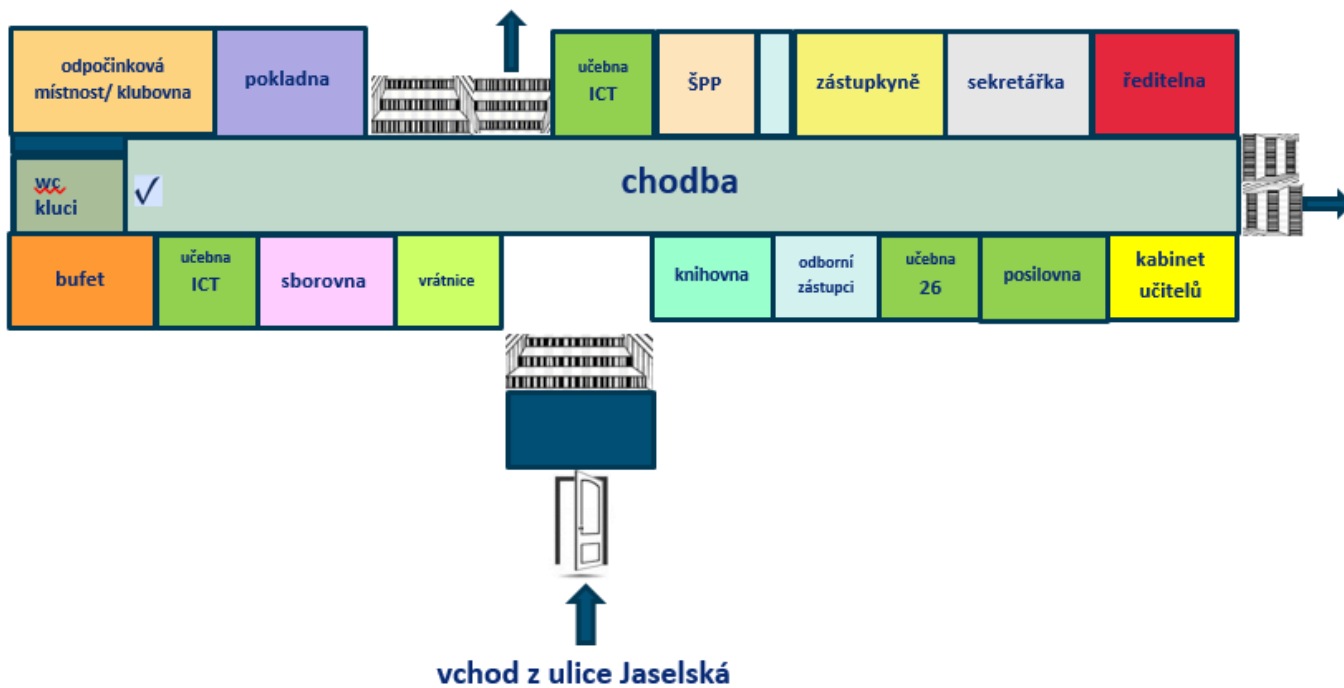 odpočinková
místnost/ klubovna
pokladna
učebna
ICT
ŠPP
zástupkyně
sekretářka
ředitelna
wc
kluci
✓
chodba
bufet
učebna
ICT
sborovna
vrátnice
knihovna
odborní
zástupci
učebna
26
posilovna
kabinet
učitelů
vchod z ulice Jaselská